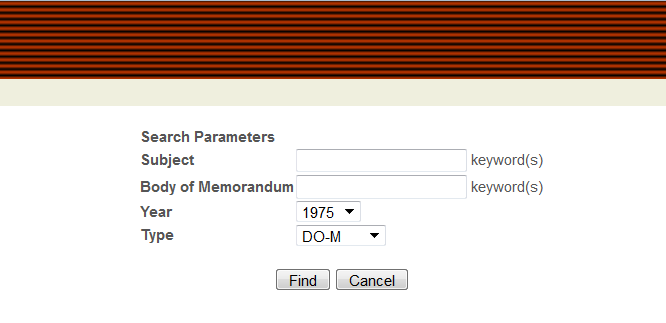 Search Parameters
Subject keyword(s)
Body of Memorandum keyword(s)
Year 1975
Type DO-M
Find Cancel